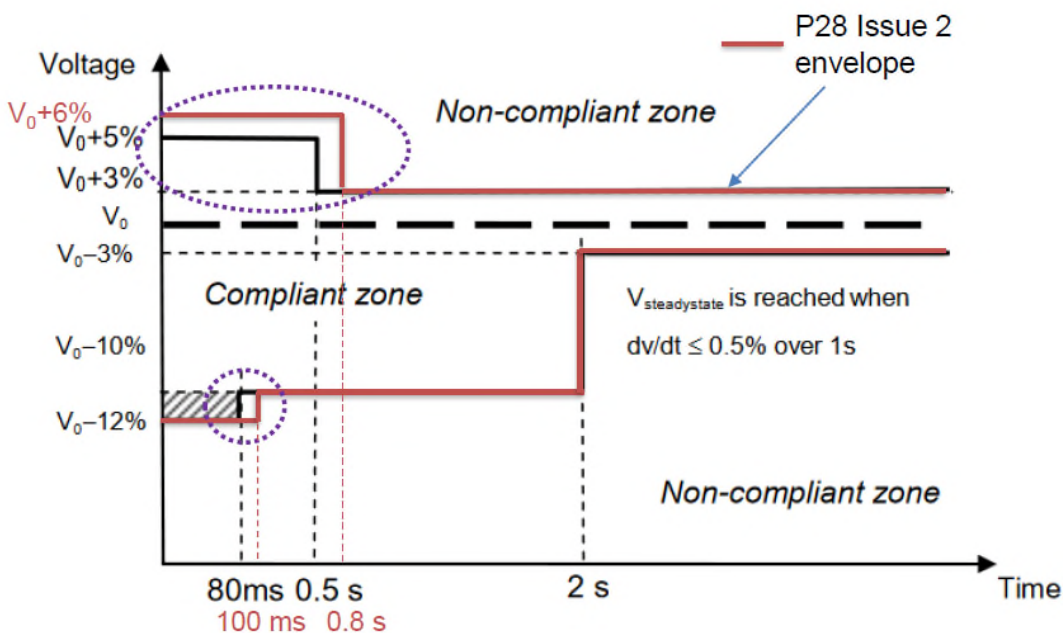 P28 Issue 2
envelope
Voltage
V₀+6%
Non-compliant zone
V₀+5%
V₀+3%
V₀
V₀–3%
Compliant zone
V_steadystate is reached when
dv/dt ≤ 0.5% over 1s
V₀–10%
V₀–12%
Non-compliant zone
80ms 0.5 s 2 s Time
100 ms 0.8 s